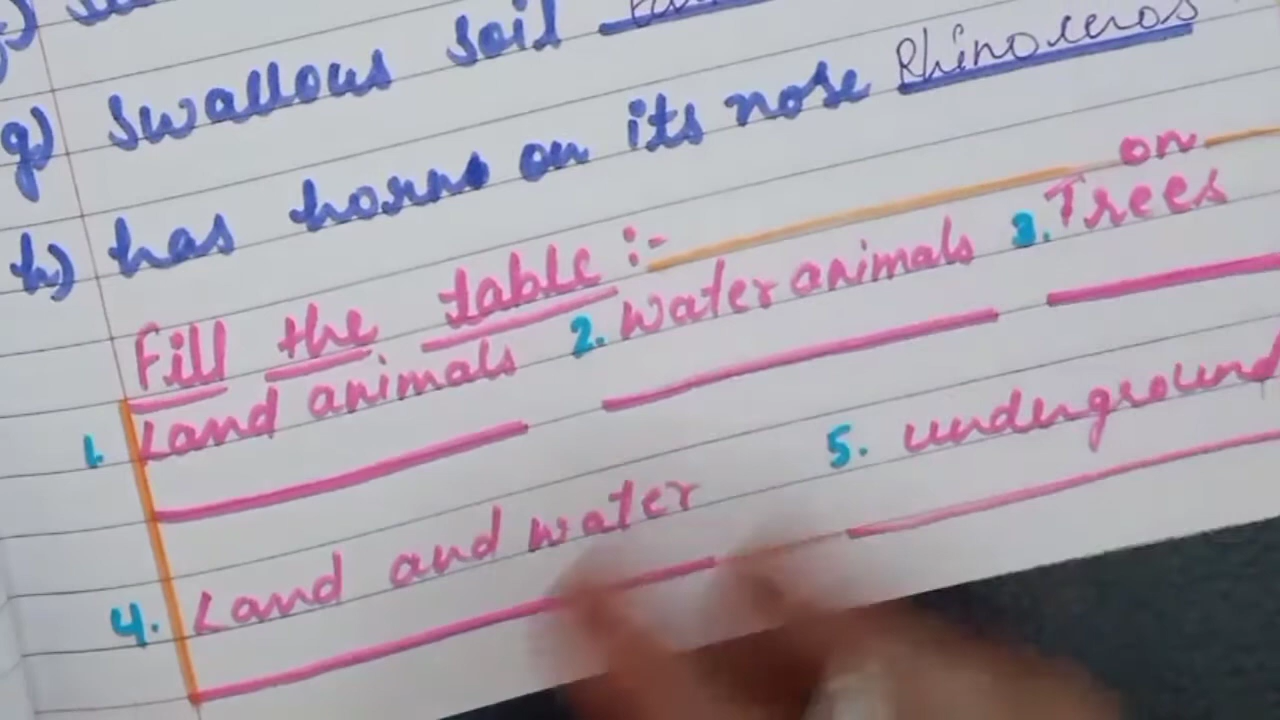 g) Swallows soil
h) has horns on its nose Rhinoceros
Fill the table :-
1. Land animals 2. Water animals 3. on Trees
4. Land and water 5. underground